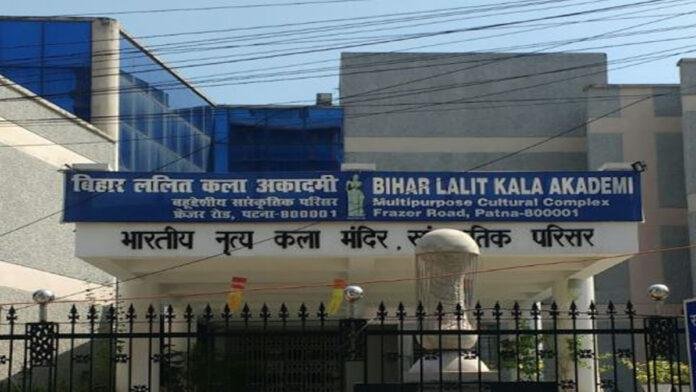 बिहार ललित कला अकादमी
बहुद्देशीय सांस्कृतिक परिसर
फ्रेजर रोड, पटना-800001
BIHAR LALIT KALA AKADEMI
Multipurpose Cultural Complex
Frazer Road, Patna-800001
भारतीय नृत्य कला मंदिर, सांस्कृतिक परिसर